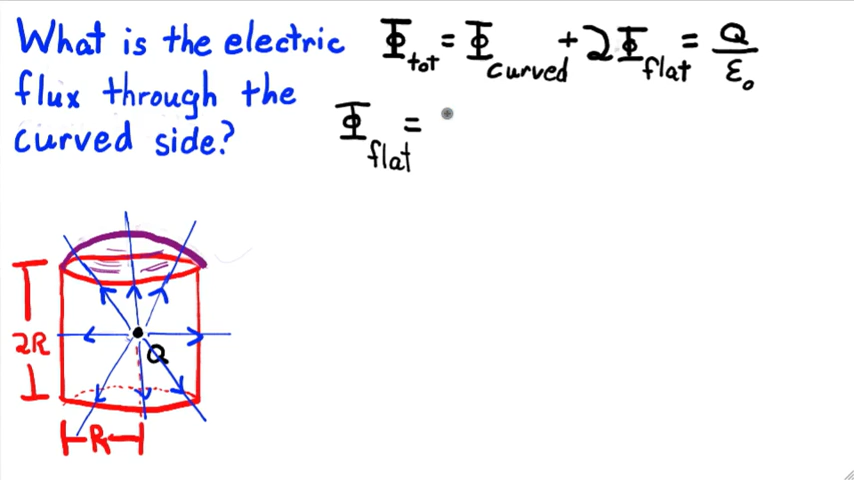 What is the electric
flux through the
curved side?
Φtot = Φcurved + 2Φflat = Q/ε₀
Φflat =
2R
Q
R